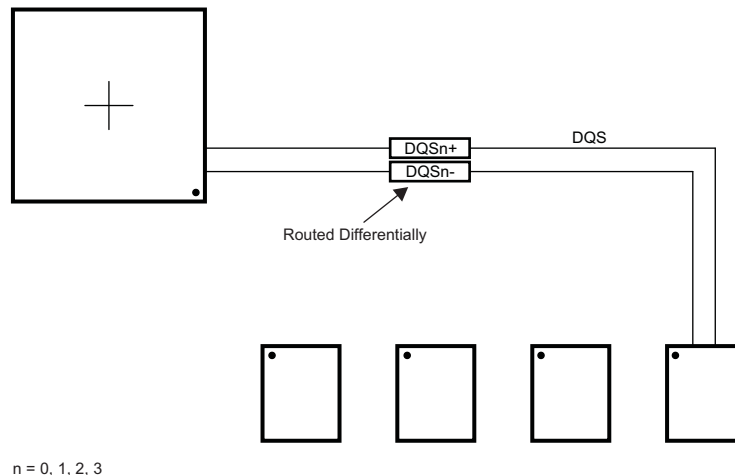 DQSn+
DQS
DQSn-
Routed Differentially
n = 0, 1, 2, 3